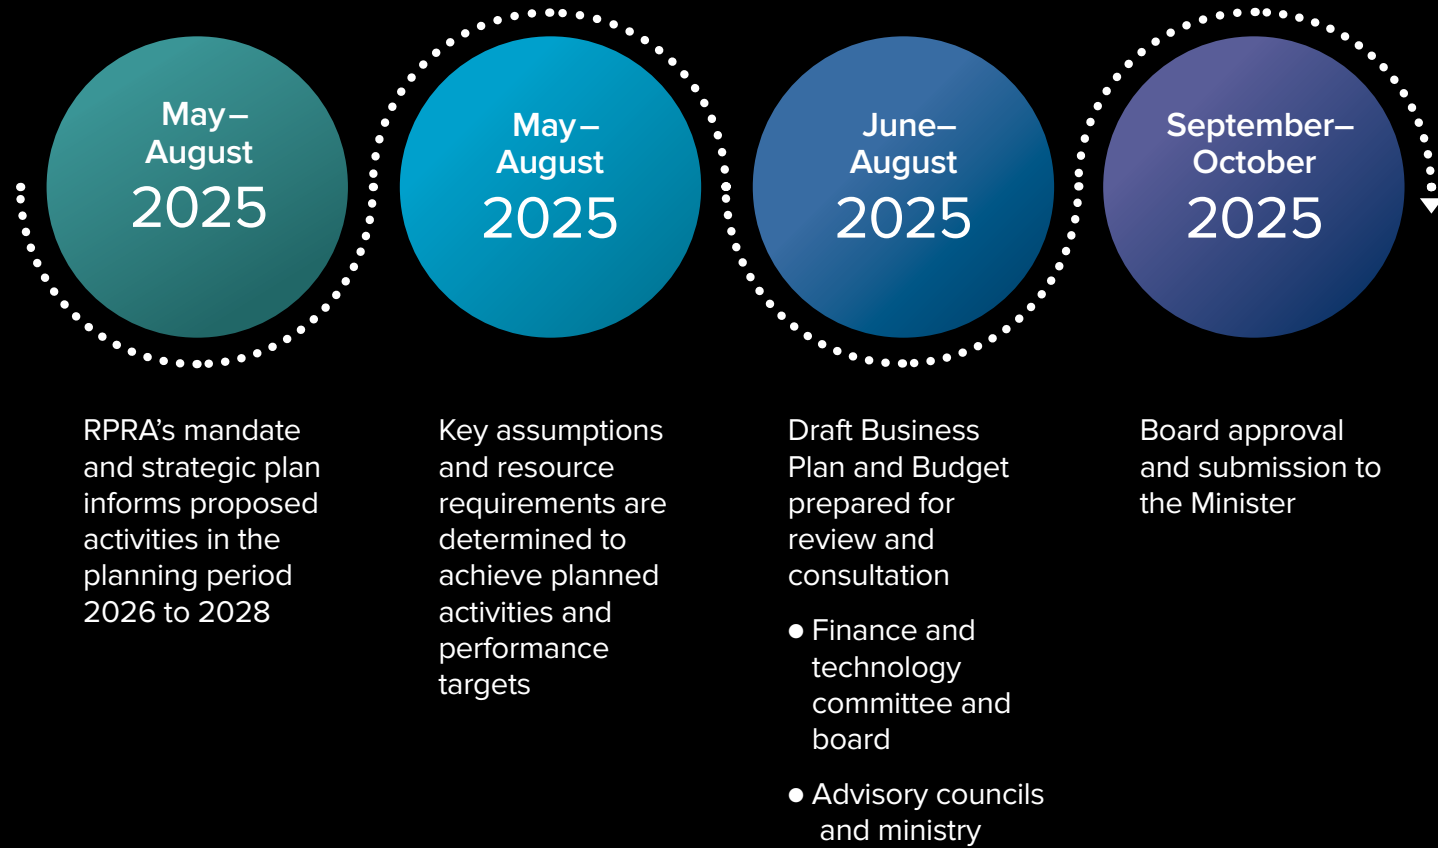 May–
August
2025
RPRA’s mandate
and strategic plan
informs proposed
activities in the
planning period
2026 to 2028
May–
August
2025
Key assumptions
and resource
requirements are
determined to
achieve planned
activities and
performance
targets
June–
August
2025
Draft Business
Plan and Budget
prepared for
review and
consultation
● Finance and
technology
committee and
board
● Advisory councils
and ministry
September–
October
2025
Board approval
and submission to
the Minister